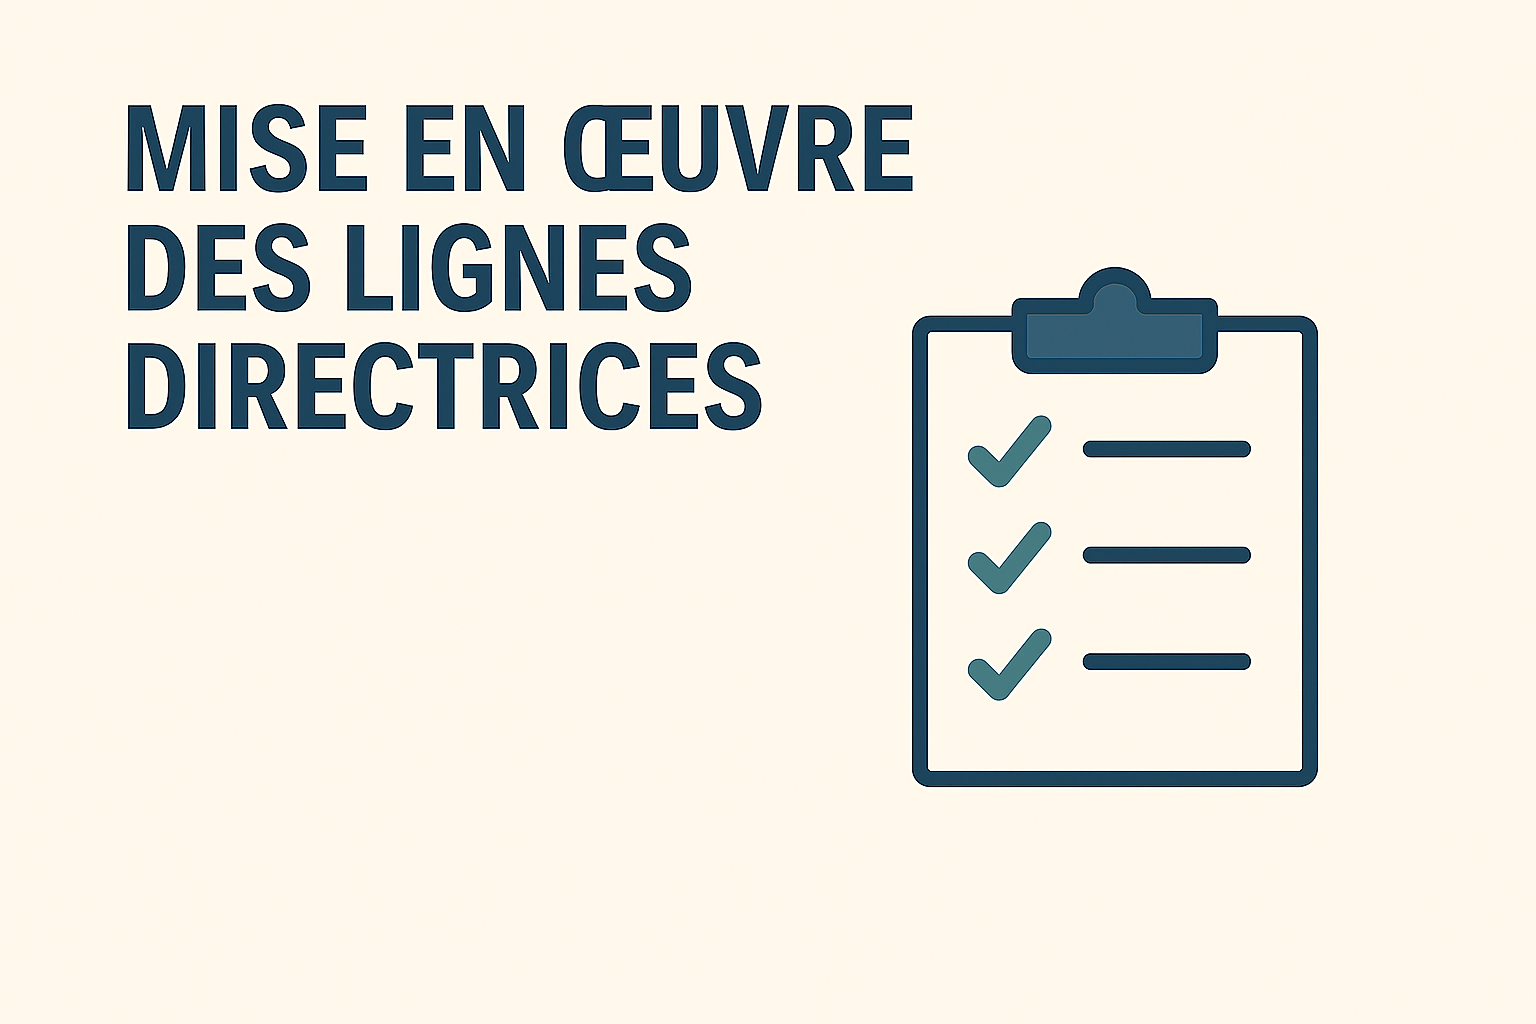 MISE EN ŒUVRE
DES LIGNES
DIRECTRICES